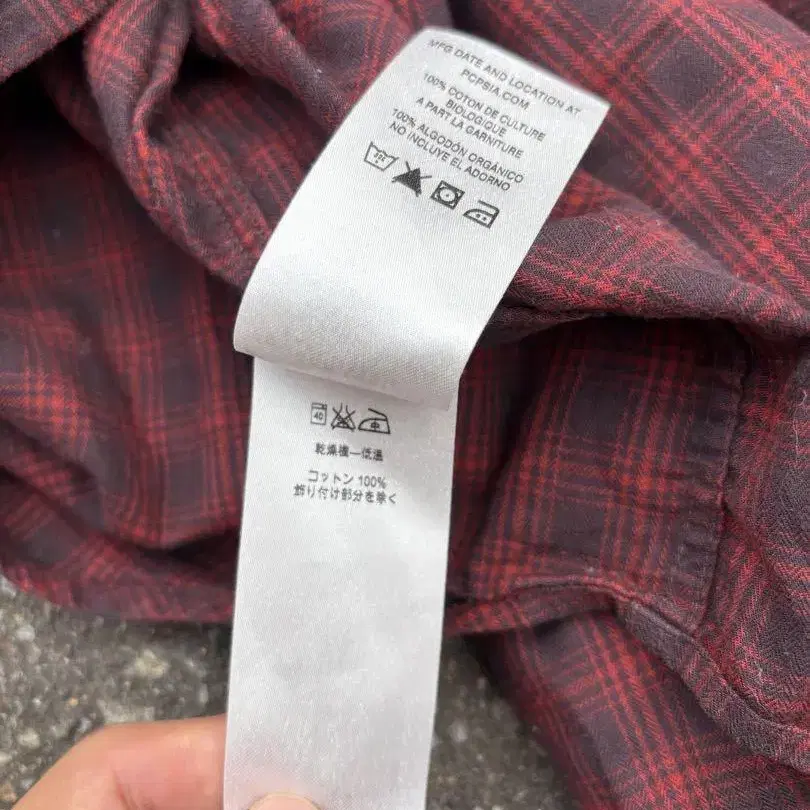 MFG DATE AND LOCATION AT
PCPSIA.COM
100% COTON DE CULTURE
BIOLOGIQUE
A PART LA GARNITURE
100% ALGODÓN ORGÁNICO
NO INCLUYE EL ADORNO
40
乾燥機—低温
コットン 100%
飾り付け部分を除く